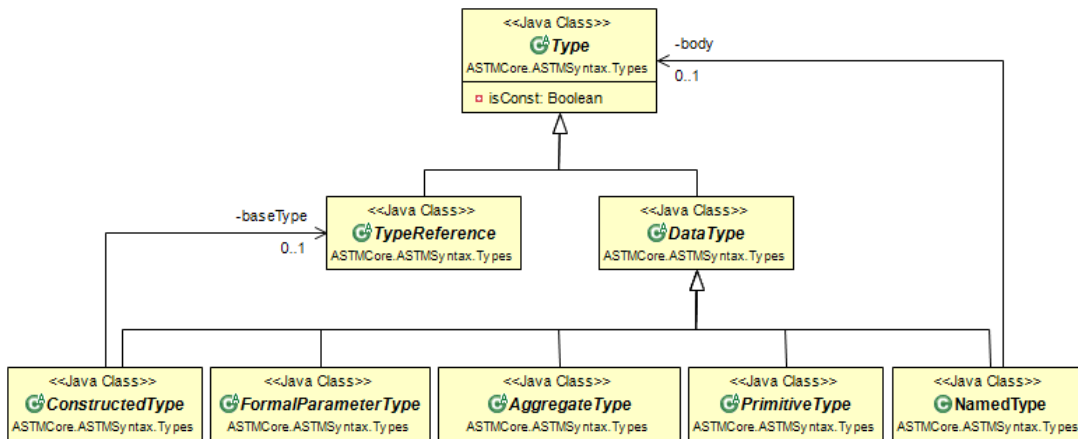 <<Java Class>>
Type
ASTMCore.ASTMSyntax.Types
isConst: Boolean
-body
0..1
-baseType
0..1
<<Java Class>>
TypeReference
ASTMCore.ASTMSyntax.Types
<<Java Class>>
DataType
ASTMCore.ASTMSyntax.Types
<<Java Class>>
ConstructedType
ASTMCore.ASTMSyntax.Types
<<Java Class>>
FormalParameterType
ASTMCore.ASTMSyntax.Types
<<Java Class>>
AggregateType
ASTMCore.ASTMSyntax.Types
<<Java Class>>
PrimitiveType
ASTMCore.ASTMSyntax.Types
<<Java Class>>
NamedType
ASTMCore.ASTMSyntax.Types